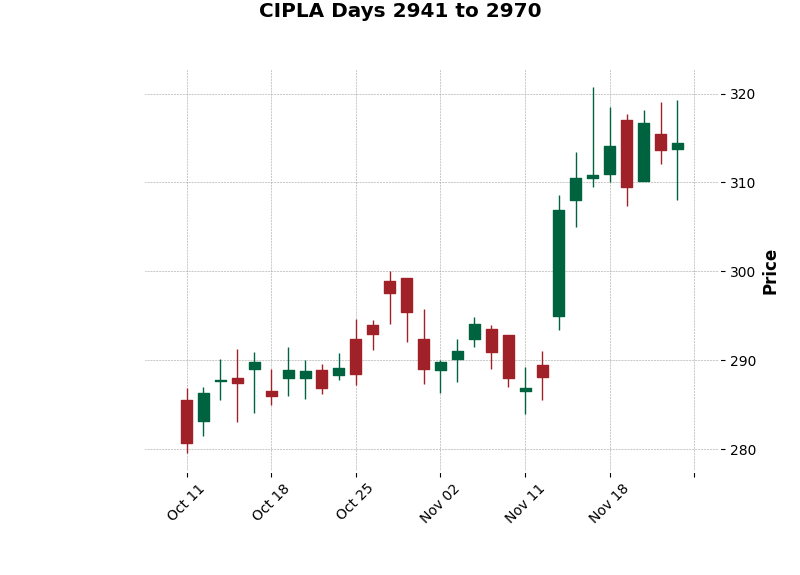 CIPLA Days 2941 to 2970
320
310
300
290
280
Price
Oct 11
Oct 18
Oct 25
Nov 02
Nov 11
Nov 18